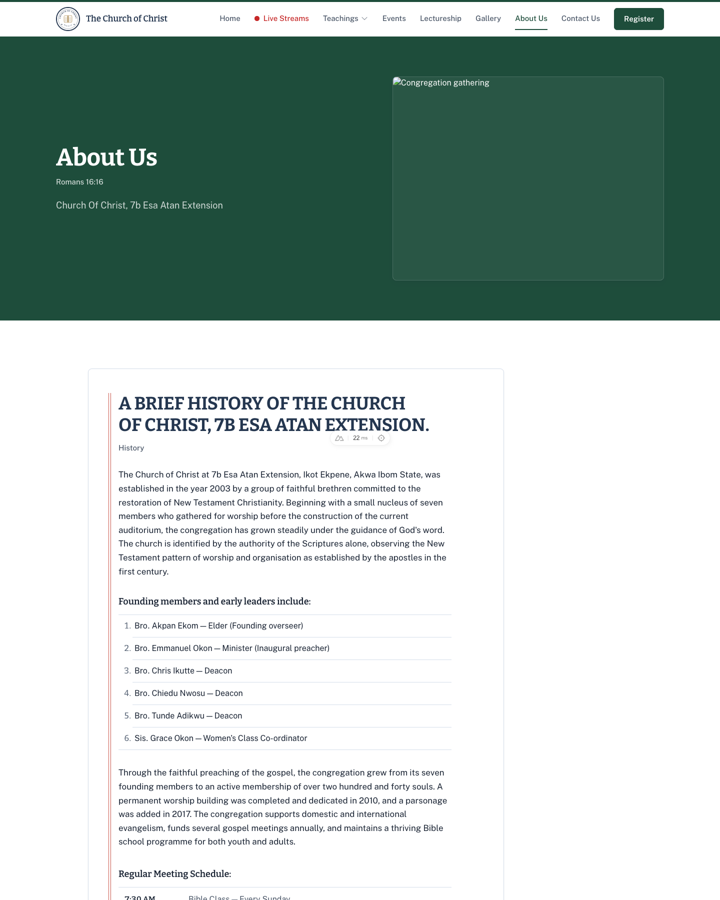 The Church of Christ
Home
Live Streams
Teachings
Events
Lectureship
Gallery
About Us
Contact Us
Register
Congregation gathering
About Us
Romans 16:16
Church Of Christ, 7b Esa Atan Extension
A BRIEF HISTORY OF THE CHURCH
OF CHRIST, 7B ESA ATAN EXTENSION.
22 ms
History
The Church of Christ at 7b Esa Atan Extension, Ikot Ekpene, Akwa Ibom State, was
established in the year 2003 by a group of faithful brethren committed to the
restoration of New Testament Christianity. Beginning with a small nucleus of seven
members who gathered for worship before the construction of the current
auditorium, the congregation has grown steadily under the guidance of God's word.
The church is identified by the authority of the Scriptures alone, observing the New
Testament pattern of worship and organisation as established by the apostles in the
first century.
Founding members and early leaders include:
1. Bro. Akpan Ekom — Elder (Founding overseer)
2. Bro. Emmanuel Okon — Minister (Inaugural preacher)
3. Bro. Chris Ikutte — Deacon
4. Bro. Chiedu Nwosu — Deacon
5. Bro. Tunde Adikwu — Deacon
6. Sis. Grace Okon — Women's Class Co-ordinator
Through the faithful preaching of the gospel, the congregation grew from its seven
founding members to an active membership of over two hundred and forty souls. A
permanent worship building was completed and dedicated in 2010, and a parsonage
was added in 2017. The congregation supports domestic and international
evangelism, funds several gospel meetings annually, and maintains a thriving Bible
school programme for both youth and adults.
Regular Meeting Schedule:
7:30 AM Bible Class — Every Sunday